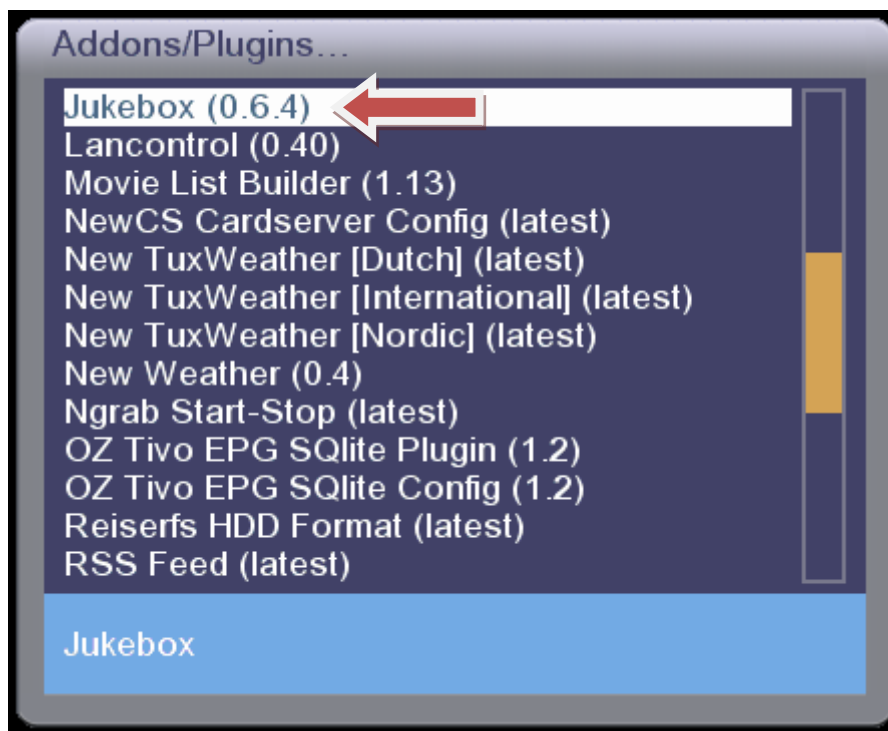 Addons/Plugins...
Jukebox (0.6.4)
Lancontrol (0.40)
Movie List Builder (1.13)
NewCS Cardserver Config (latest)
New TuxWeather [Dutch] (latest)
New TuxWeather [International] (latest)
New TuxWeather [Nordic] (latest)
New Weather (0.4)
Ngrab Start-Stop (latest)
OZ Tivo EPG SQlite Plugin (1.2)
OZ Tivo EPG SQlite Config (1.2)
Reiserfs HDD Format (latest)
RSS Feed (latest)
Jukebox